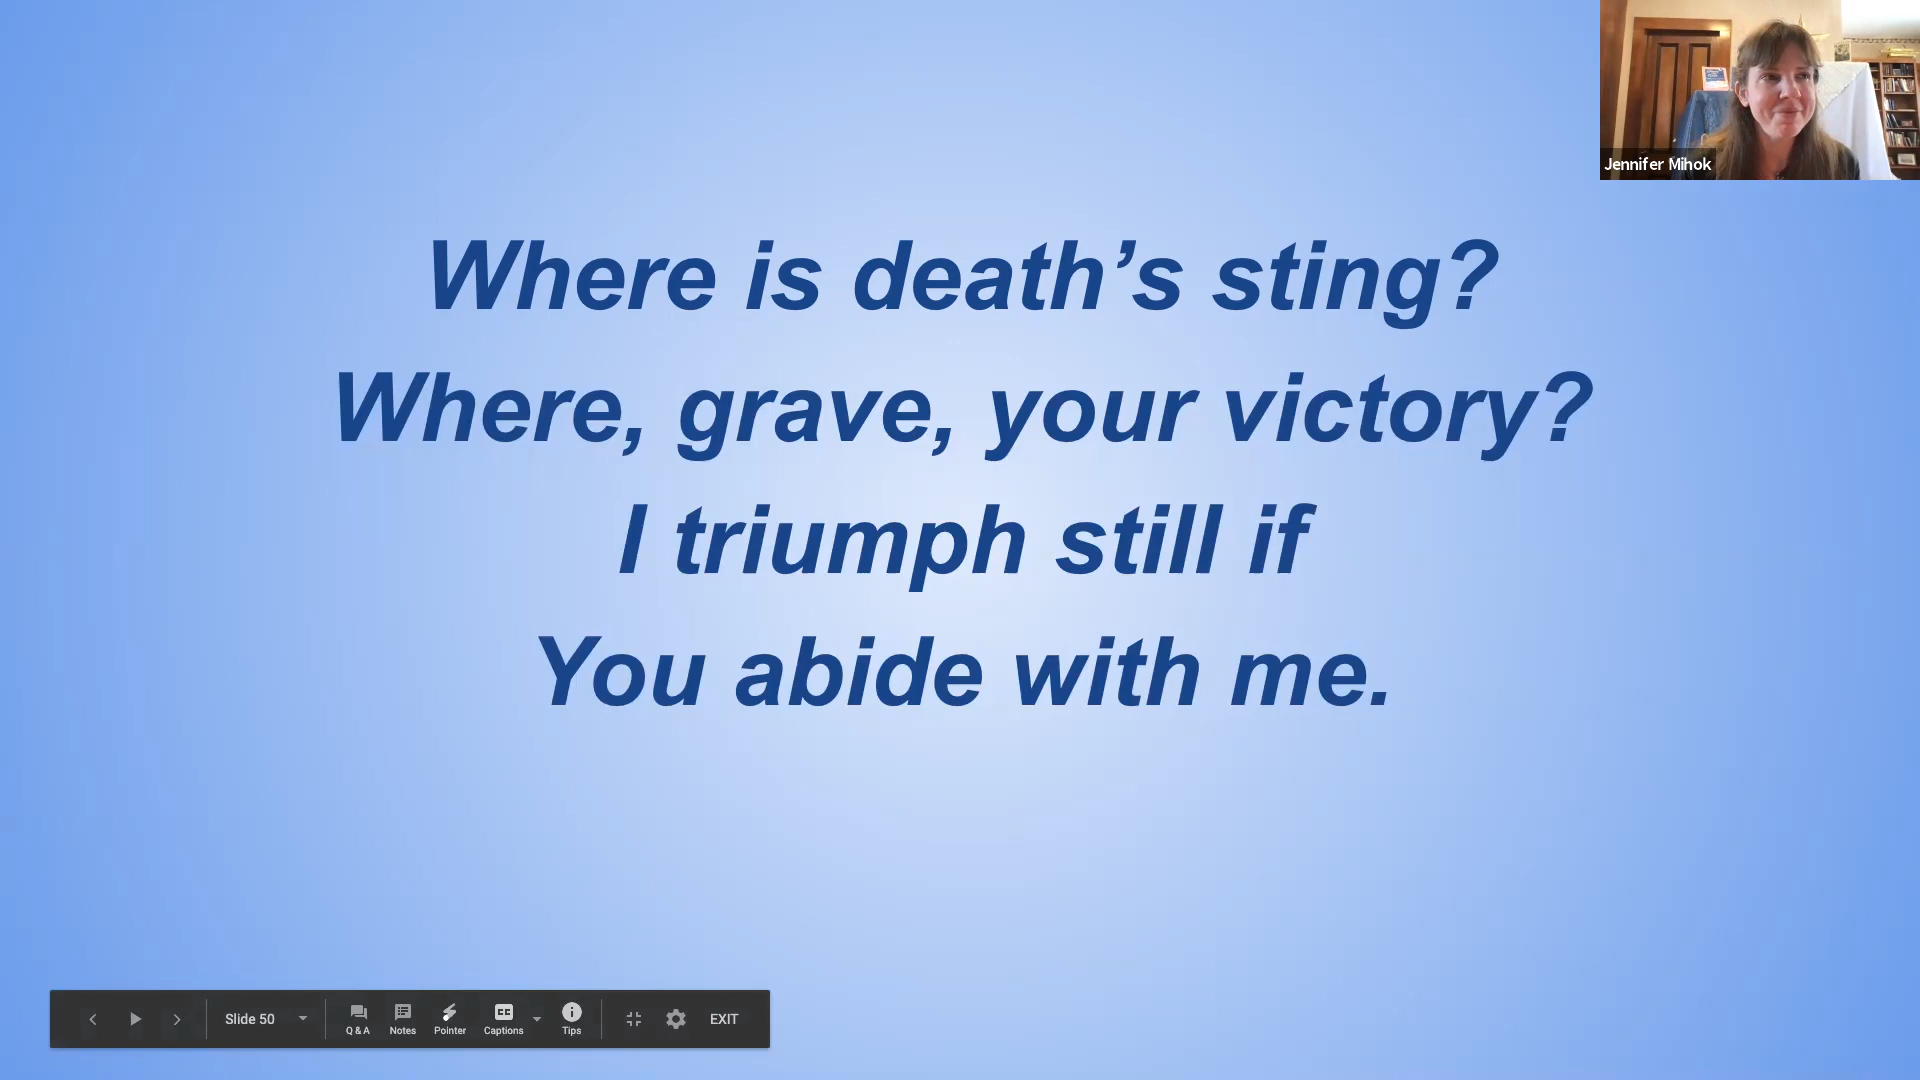 Jennifer Mihok
Where is death’s sting?
Where, grave, your victory?
I triumph still if
You abide with me.
Slide 50
Q & A
Notes
Pointer
CC
Captions
Tips
EXIT